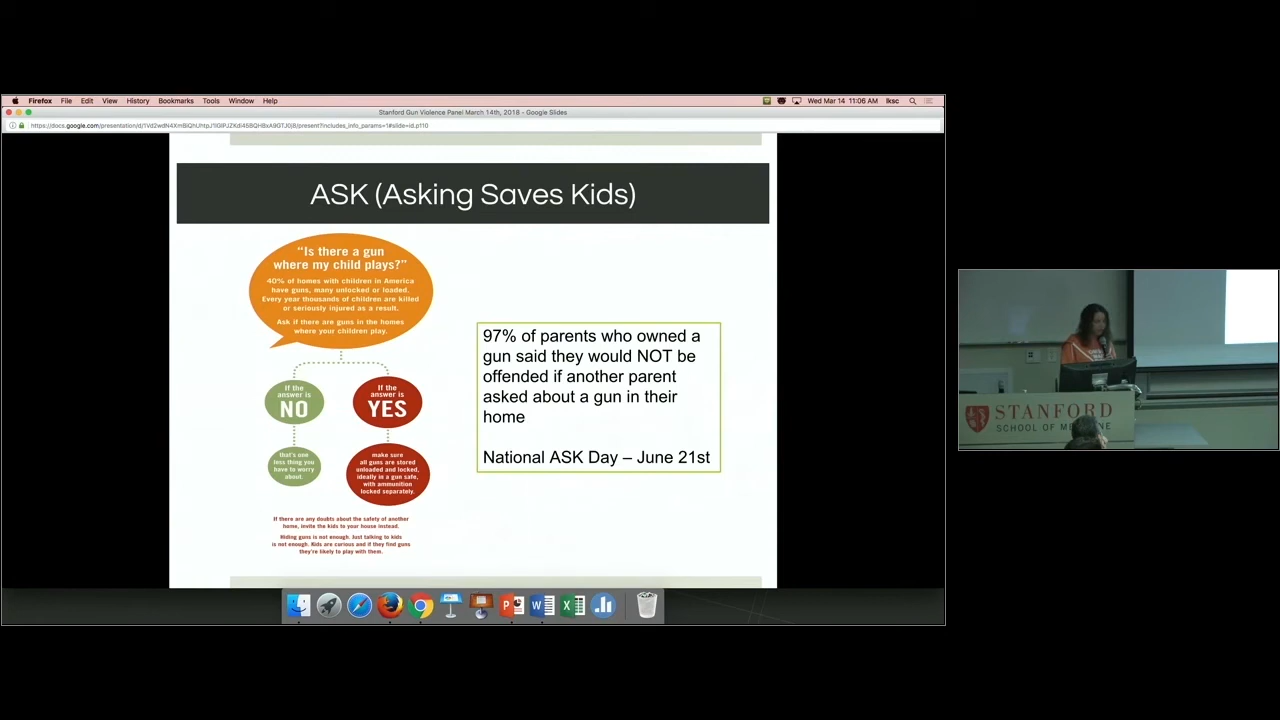 Firefox File Edit View History Bookmarks Tools Window Help
Wed Mar 14 11:06 AM lksc
Stanford Gun Violence Panel March 14th, 2018 - Google Slides
ASK (Asking Saves Kids)
"Is there a gun
where my child plays?"
40% of homes with children in America
have guns, many unlocked or loaded.
Every year thousands of children are killed
or seriously injured as a result.
Ask if there are guns in the homes
where your children play.
If the
answer is
NO
If the
answer is
YES
that's one
less thing you
have to worry
about.
make sure
all guns are stored
unloaded and locked,
ideally in a gun safe,
with ammunition
locked separately.
If there are any doubts about the safety of another
home, invite the kids to your house instead.
Hiding guns is not enough. Just talking to kids
is not enough. Kids are curious and if they find guns
they're likely to play with them.
97% of parents who owned a
gun said they would NOT be
offended if another parent
asked about a gun in their
home
National ASK Day – June 21st
STANFORD
SCHOOL OF MEDICINE